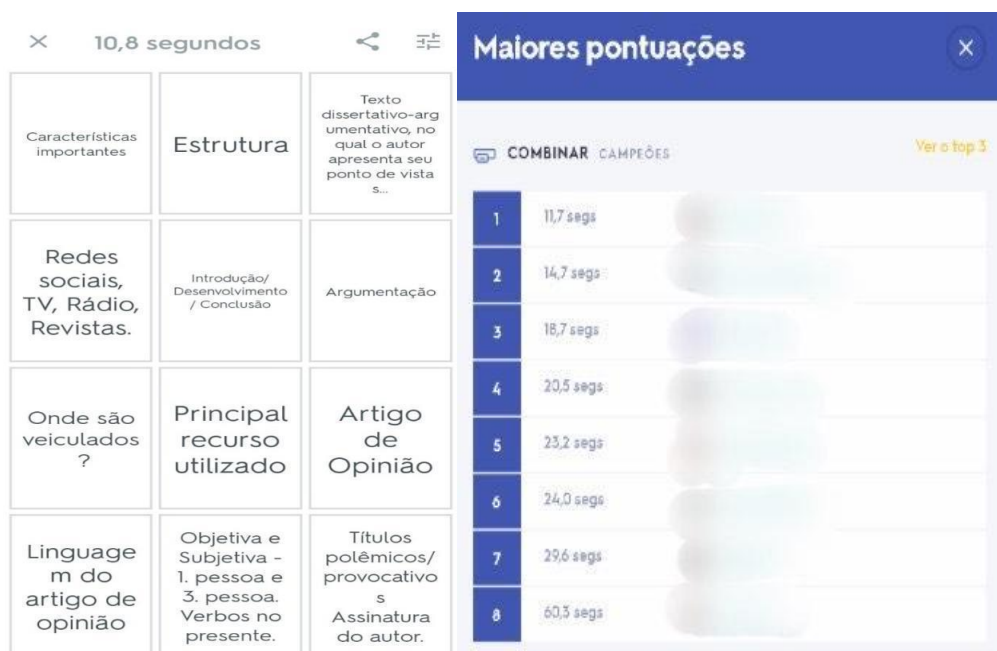 10,8 segundos
Características
importantes
Estrutura
Texto
dissertativo-arg
umentativo, no
qual o autor
apresenta seu
ponto de vista
s...
Redes
sociais,
TV, Rádio,
Revistas.
Introdução/
Desenvolvimento
/ Conclusão
Argumentação
Onde são
veiculados
?
Principal
recurso
utilizado
Artigo
de
Opinião
Linguage
m do
artigo de
opinião
Objetiva e
Subjetiva -
1. pessoa e
3. pessoa.
Verbos no
presente.
Títulos
polêmicos/
provocativo
s
Assinatura
do autor.
Maiores pontuações
COMBINAR CAMPEÕES
Ver o top 3
1 11,7 segs
2 14,7 segs
3 18,7 segs
4 20,5 segs
5 23,2 segs
6 24,0 segs
7 29,6 segs
8 60,3 segs